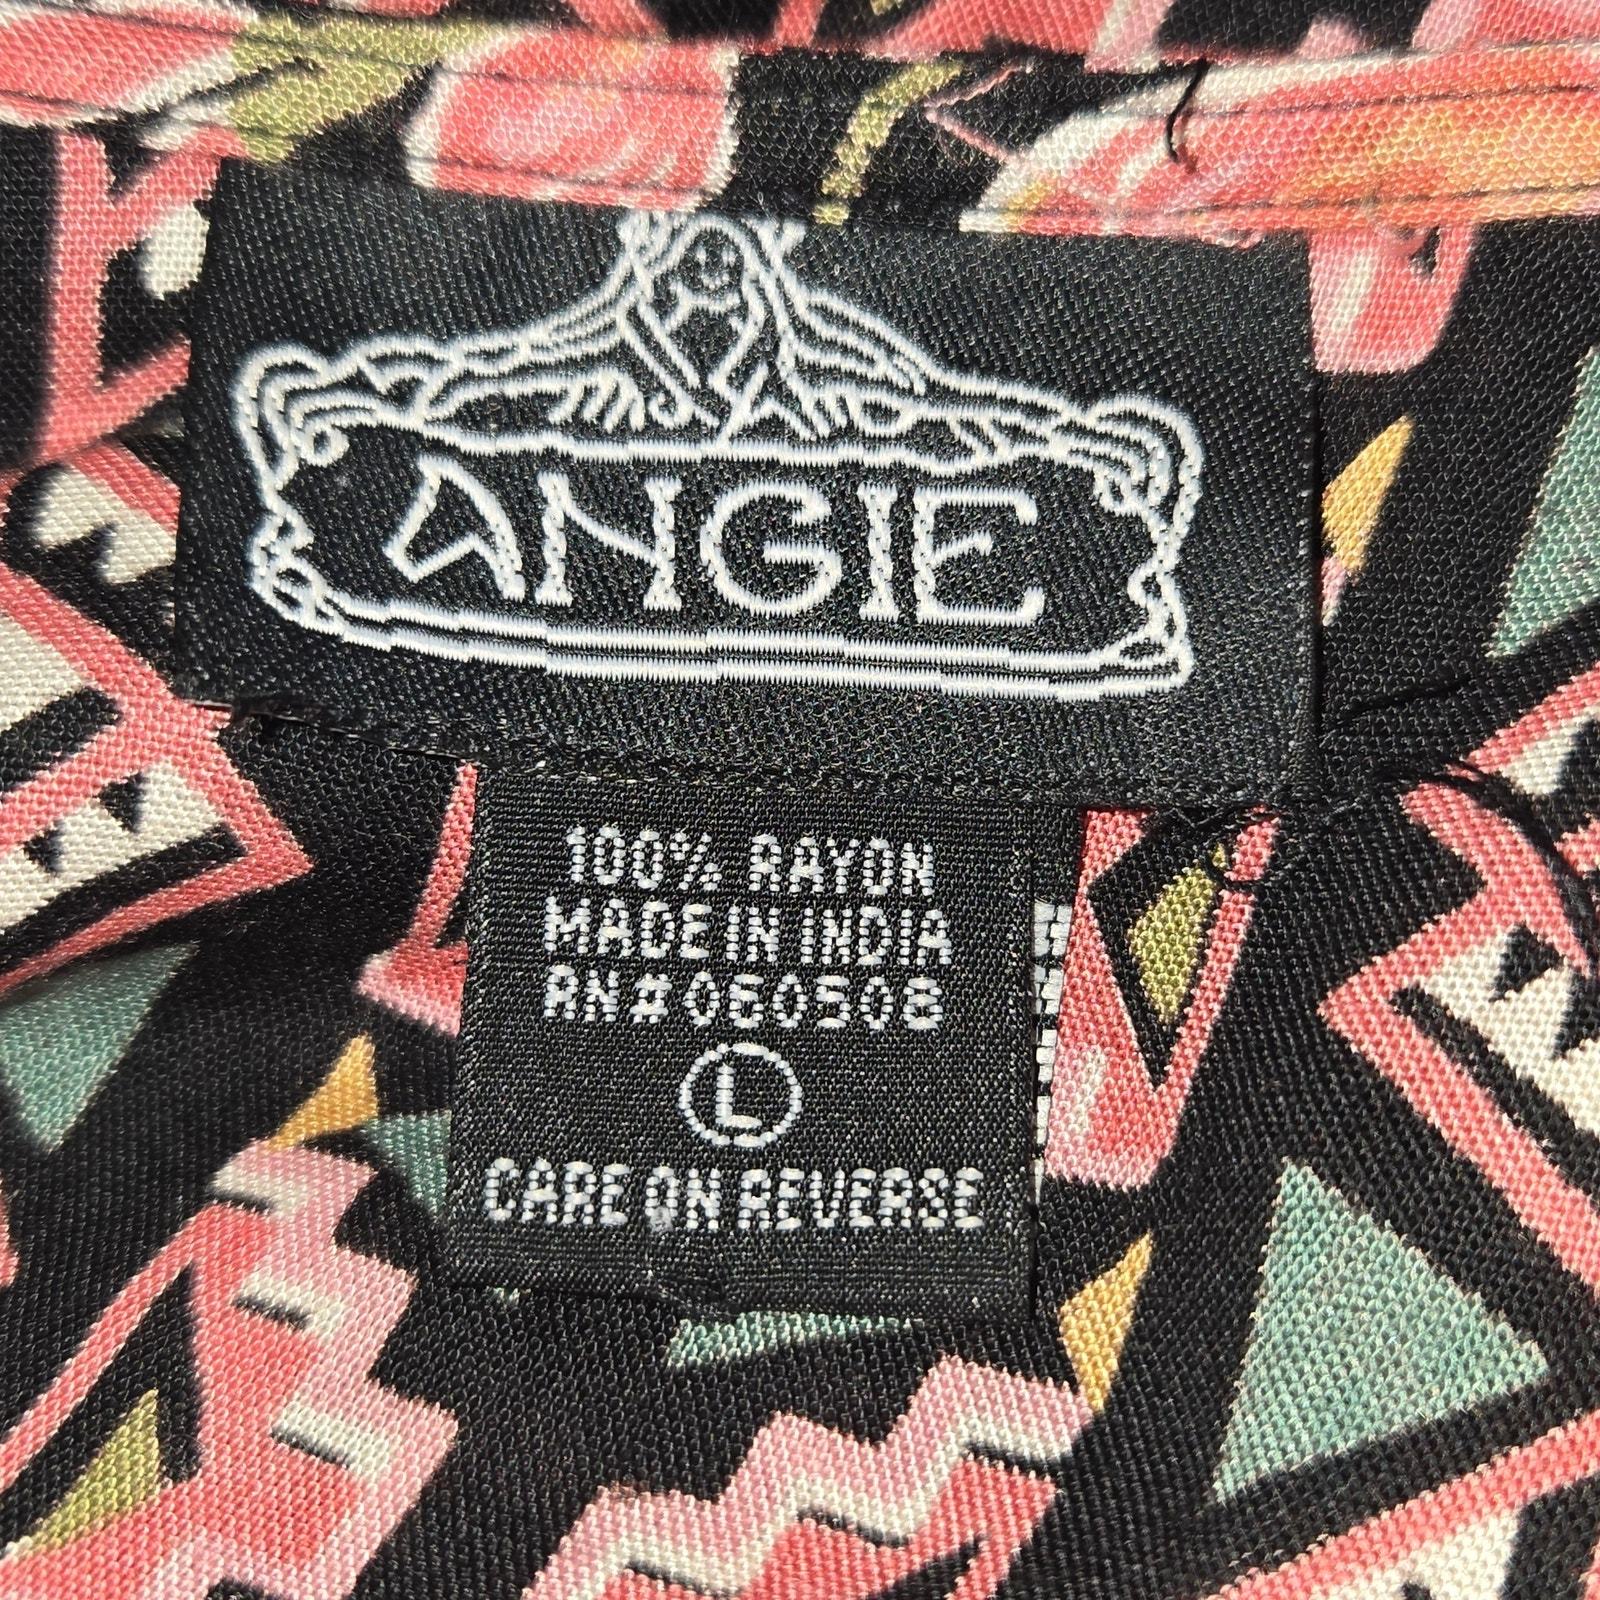 ANGIE
100% RAYON
MADE IN INDIA
RN#060508
L
CARE ON REVERSE